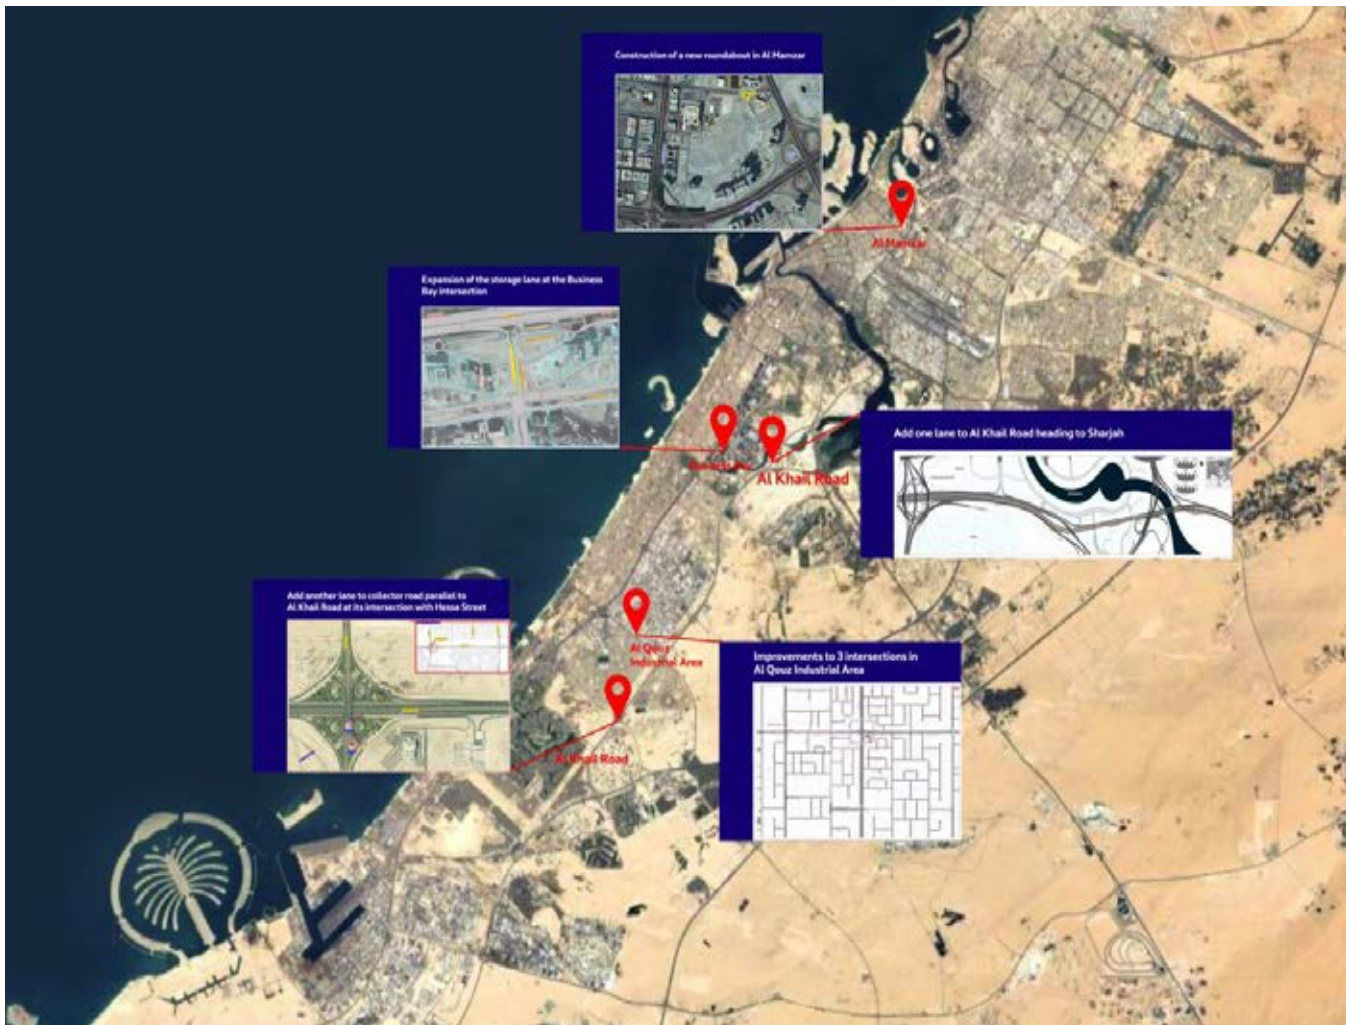 Construction of a new roundabout in Al Mamzar
Al Mamzar
Expansion of the storage lane at the Business
Bay intersection
Add one lane to Al Khail Road heading to Sharjah
Al Khail Road
Add another lane to collector road parallel to
Al Khail Road at its intersection with Hessa Street
Al Qouz
Industrial Area
Improvements to 3 intersections in
Al Qouz Industrial Area
Al Khail Road